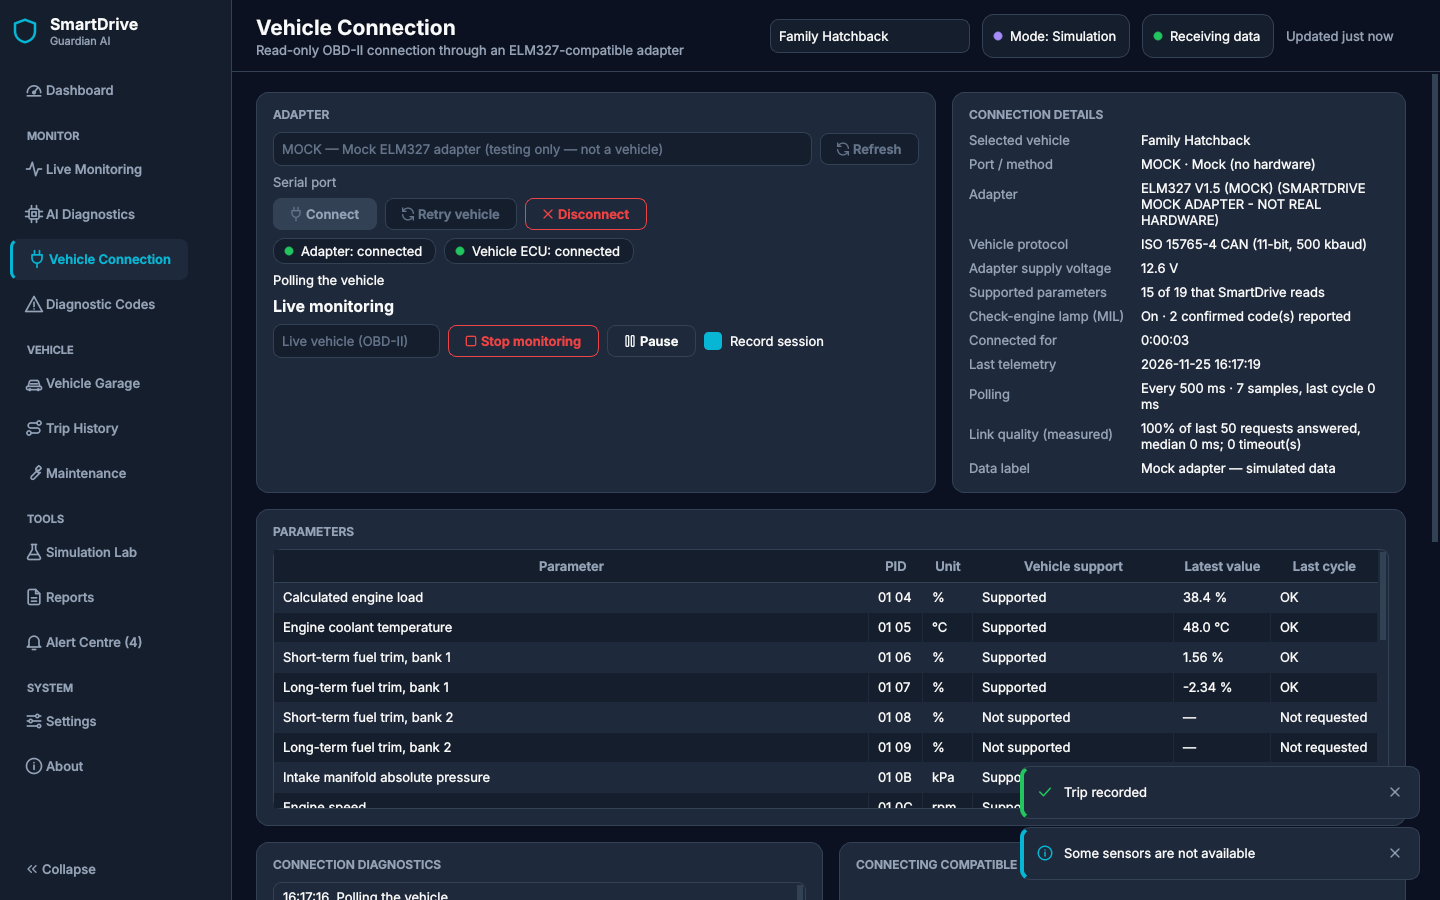 SmartDrive
Guardian AI
Dashboard
MONITOR
Live Monitoring
AI Diagnostics
Vehicle Connection
Diagnostic Codes
VEHICLE
Vehicle Garage
Trip History
Maintenance
TOOLS
Simulation Lab
Reports
Alert Centre (4)
SYSTEM
Settings
About
Collapse
Vehicle Connection
Read-only OBD-II connection through an ELM327-compatible adapter
Family Hatchback
Mode: Simulation
Receiving data
Updated just now
ADAPTER
MOCK — Mock ELM327 adapter (testing only — not a vehicle)
Refresh
Serial port
Connect
Retry vehicle
Disconnect
Adapter: connected
Vehicle ECU: connected
Polling the vehicle
Live monitoring
Live vehicle (OBD-II)
Stop monitoring
Pause
Record session
CONNECTION DETAILS
Selected vehicle Family Hatchback
Port / method MOCK · Mock (no hardware)
Adapter ELM327 V1.5 (MOCK) (SMARTDRIVE
MOCK ADAPTER - NOT REAL
HARDWARE)
Vehicle protocol ISO 15765-4 CAN (11-bit, 500 kbaud)
Adapter supply voltage 12.6 V
Supported parameters 15 of 19 that SmartDrive reads
Check-engine lamp (MIL) On · 2 confirmed code(s) reported
Connected for 0:00:03
Last telemetry 2026-11-25 16:17:19
Polling Every 500 ms · 7 samples, last cycle 0
ms
Link quality (measured) 100% of last 50 requests answered,
median 0 ms; 0 timeout(s)
Data label Mock adapter — simulated data
PARAMETERS
Parameter PID Unit Vehicle support Latest value Last cycle
Calculated engine load 01 04 % Supported 38.4 % OK
Engine coolant temperature 01 05 °C Supported 48.0 °C OK
Short-term fuel trim, bank 1 01 06 % Supported 1.56 % OK
Long-term fuel trim, bank 1 01 07 % Supported -2.34 % OK
Short-term fuel trim, bank 2 01 08 % Not supported — Not requested
Long-term fuel trim, bank 2 01 09 % Not supported — Not requested
Intake manifold absolute pressure 01 0B kPa Suppo
Engine speed 01 0C rpm Suppo
Trip recorded
Some sensors are not available
CONNECTION DIAGNOSTICS
16:17:16 Polling the vehicle
CONNECTING COMPATIBLE